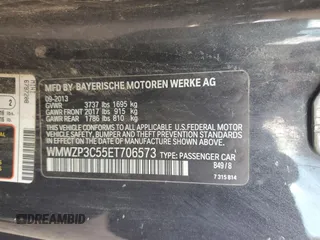 MFD BY BAYERISCHE MOTOREN WERKE AG
09-2013
GVWR 3737 lbs 1695 kg
GAWR FRONT 2017 lbs 915 kg
GAWR REAR 1786 lbs 810 kg
THIS VEHICLE CONFORMS TO ALL APPLICABLE
U.S. FEDERAL MOTOR VEHICLE
SAFETY, BUMPER, AND THEFT PREVENTION
STANDARDS IN EFFECT ON THE DATE OF
MANUFACTURE SHOWN ABOVE.
WMWZP3C55ET706573 TYPE: PASSENGER CAR
B49/8
7 315 814
2
DREAMBID